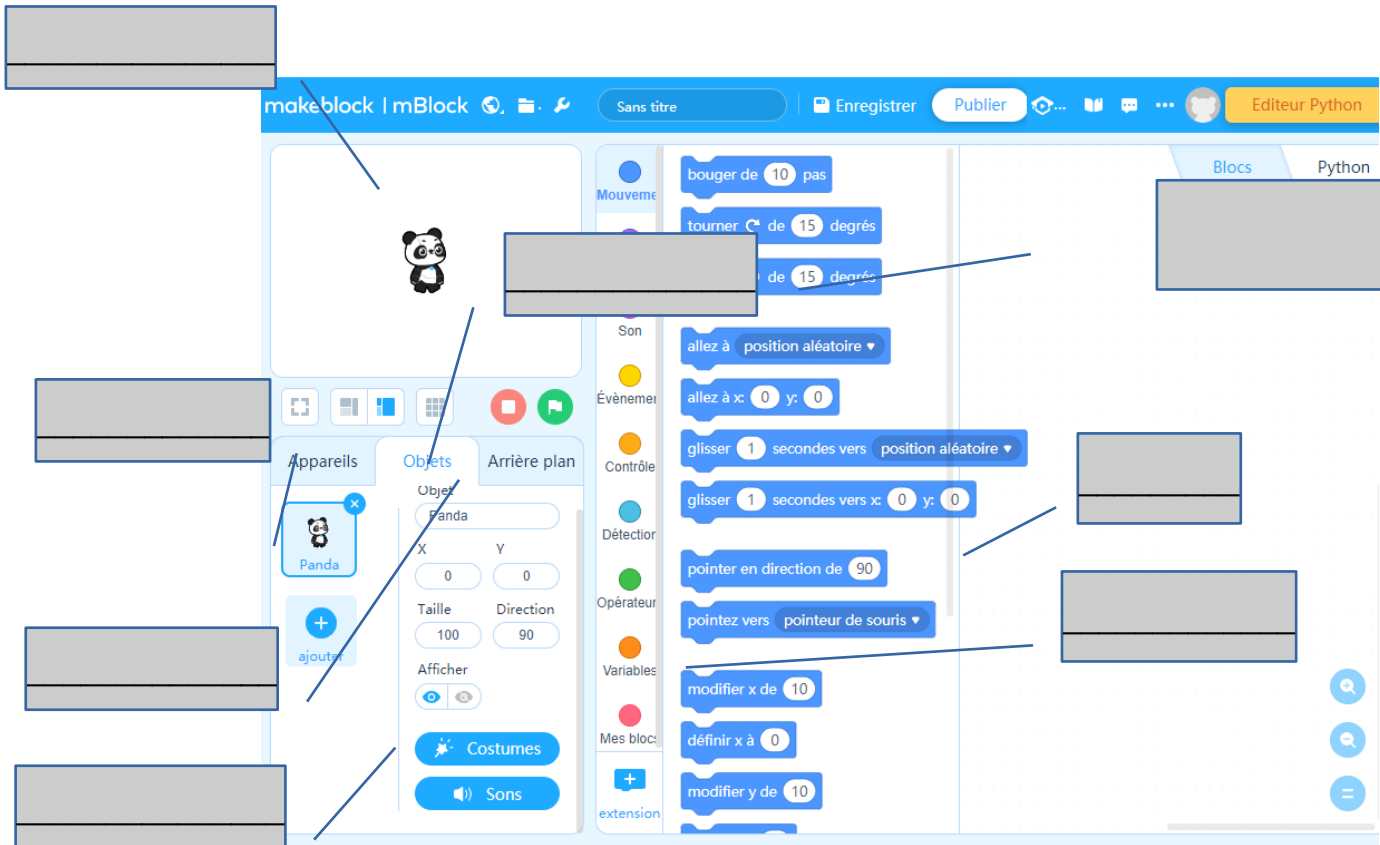 makeblock | mBlock
Sans titre
Enregistrer
Publier
Editeur Python
Blocs
Python
Mouveme
Son
Évènemer
Contrôle
Détection
Opérateur
Variables
Mes blocs
extension
bouger de 10 pas
tourner de 15 degrés
de 15 degrés
allez à position aléatoire
allez à x: 0 y: 0
glisser 1 secondes vers position aléatoire
glisser 1 secondes vers x: 0 y: 0
pointer en direction de 90
pointez vers pointeur de souris
modifier x de 10
définir x à 0
modifier y de 10
Appareils
Objets
Arrière plan
Panda
ajouter
Objet
Panda
X Y
0 0
Taille Direction
100 90
Afficher
Costumes
Sons